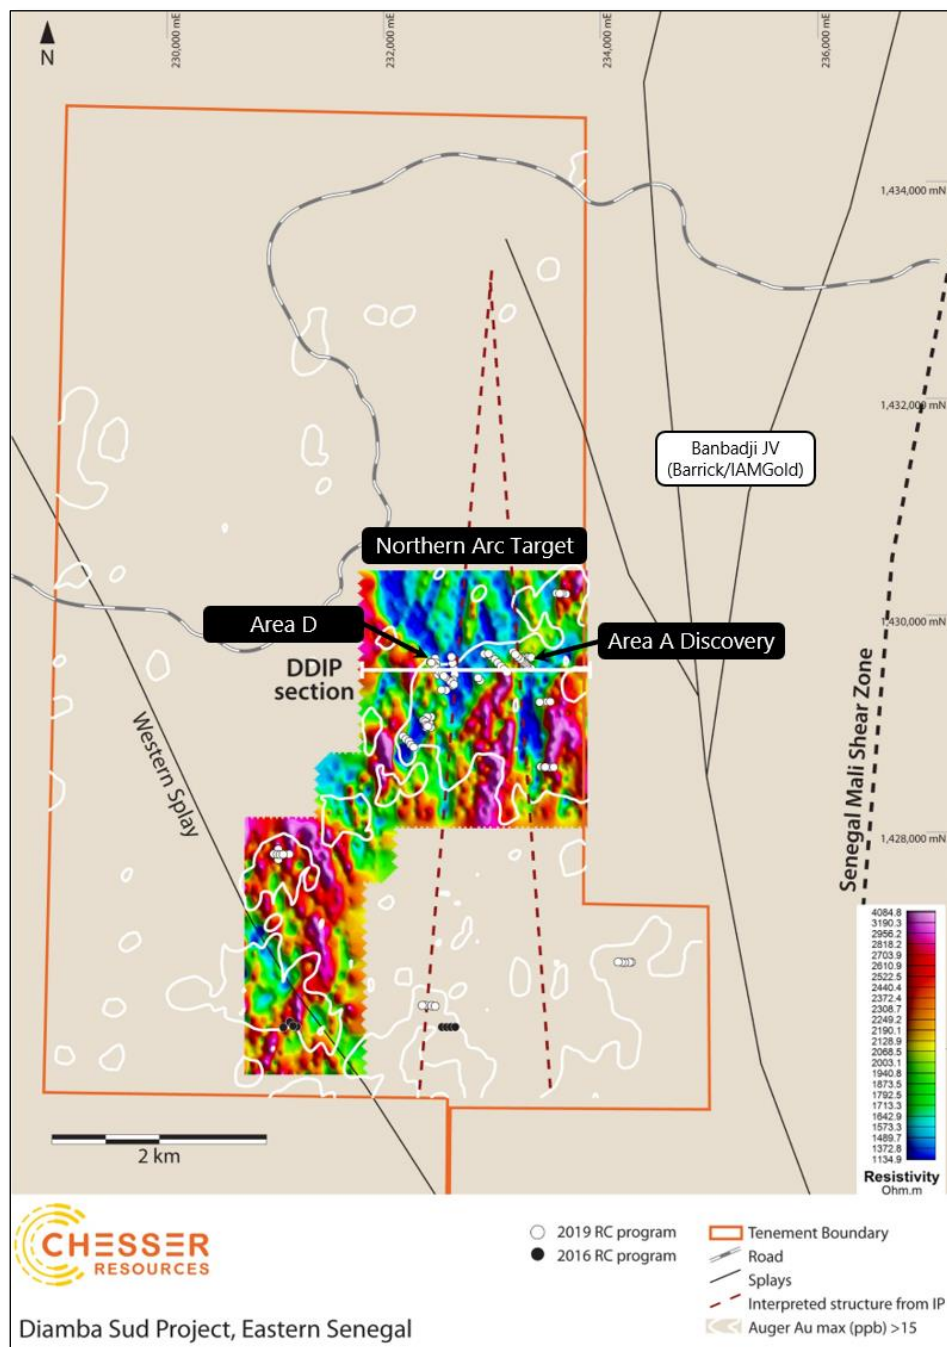 N
230,000 mE
232,000 mE
234,000 mE
236,000 mE
1,434,000 mN
1,432,000 mN
Banbadji JV
(Barrick/IAMGold)
Northern Arc Target
1,430,000 mN
Area D
Area A Discovery
DDIP
section
Western Splay
Senegal Mali Shear Zone
1,428,000 mN
4084.8
3190.3
2956.2
2818.2
2703.9
2610.9
2522.5
2440.4
2372.4
2308.7
2249.2
2190.1
2128.9
2068.5
2003.1
1940.8
1873.5
1792.5
1713.3
1642.9
1573.3
1489.7
1372.8
1134.9
Resistivity
Ohm.m
2 km
CHESSER
RESOURCES
2019 RC program
2016 RC program
Tenement Boundary
Road
Splays
Interpreted structure from IP
Auger Au max (ppb) >15
Diamba Sud Project, Eastern Senegal